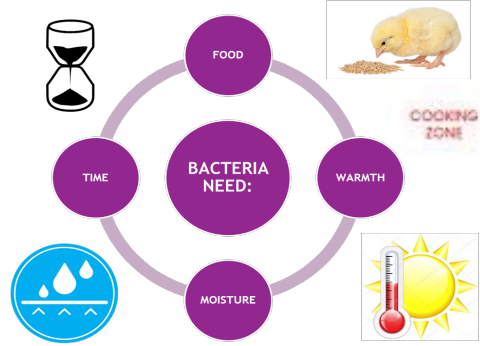 FOOD
COOKING
ZONE
TIME
BACTERIA
NEED:
WARMTH
MOISTURE